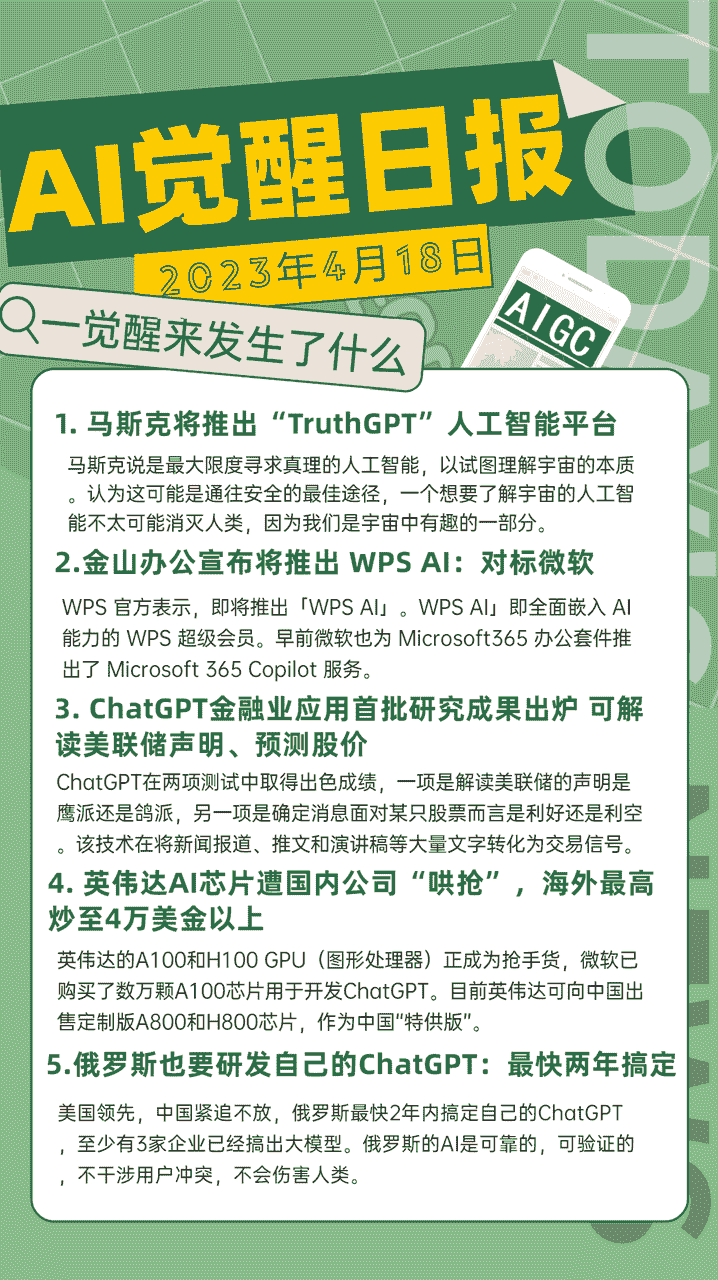 AI觉醒日报
2023年4月18日
一觉醒来发生了什么
AIGC
TODAY'S NEWS
1. 马斯克将推出“TruthGPT”人工智能平台
马斯克说是最大限度寻求真理的人工智能，以试图理解宇宙的本质
。认为这可能是通往安全的最佳途径，一个想要了解宇宙的人工智
能不太可能消灭人类，因为我们是宇宙中有趣的一部分。
2.金山办公宣布将推出 WPS AI：对标微软
WPS 官方表示，即将推出「WPS AI」。WPS AI」即全面嵌入 AI
能力的 WPS 超级会员。早前微软也为 Microsoft365 办公套件推
出了 Microsoft 365 Copilot 服务。
3. ChatGPT金融业应用首批研究成果出炉 可解
读美联储声明、预测股价
ChatGPT在两项测试中取得出色成绩，一项是解读美联储的声明是
鹰派还是鸽派，另一项是确定消息面对某只股票而言是利好还是利空
。该技术在将新闻报道、推文和演讲稿等大量文字转化为交易信号。
4. 英伟达AI芯片遭国内公司“哄抢”，海外最高
炒至4万美金以上
英伟达的A100和H100 GPU（图形处理器）正成为抢手货，微软已
购买了数万颗A100芯片用于开发ChatGPT。目前英伟达可向中国出
售定制版A800和H800芯片，作为中国“特供版”。
5.俄罗斯也要研发自己的ChatGPT：最快两年搞定
美国领先，中国紧追不放，俄罗斯最快2年内搞定自己的ChatGPT
，至少有3家企业已经搞出大模型。俄罗斯的AI是可靠的，可验证的
，不干涉用户冲突，不会伤害人类。